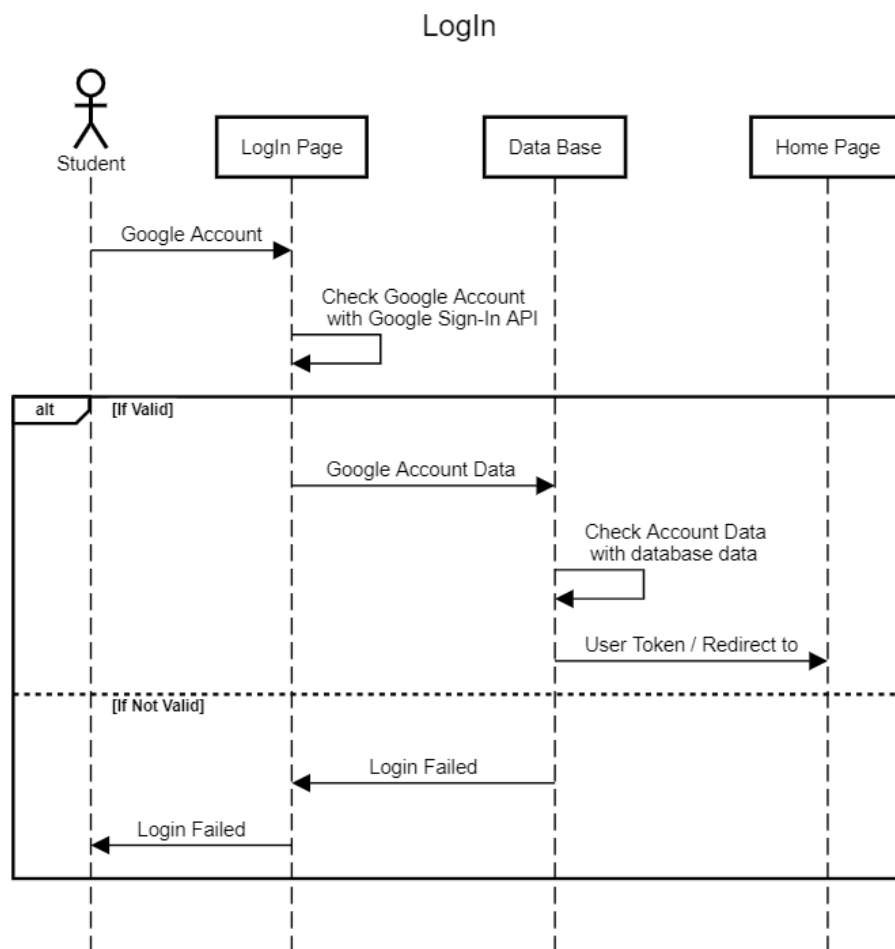 LogIn
Student
LogIn Page
Data Base
Home Page
Google Account
Check Google Account
with Google Sign-In API
alt
[If Valid]
Google Account Data
Check Account Data
with database data
User Token / Redirect to
[If Not Valid]
Login Failed
Login Failed